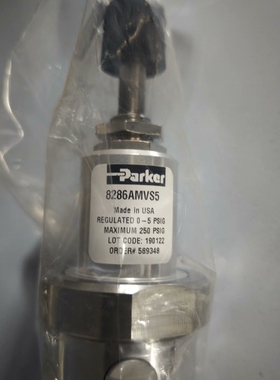 Parker
8286AMVS5
Made in USA
REGULATED 0 - 5 PSIG
MAXIMUM 250 PSIG
LOT CODE: 190122
ORDER# 589348